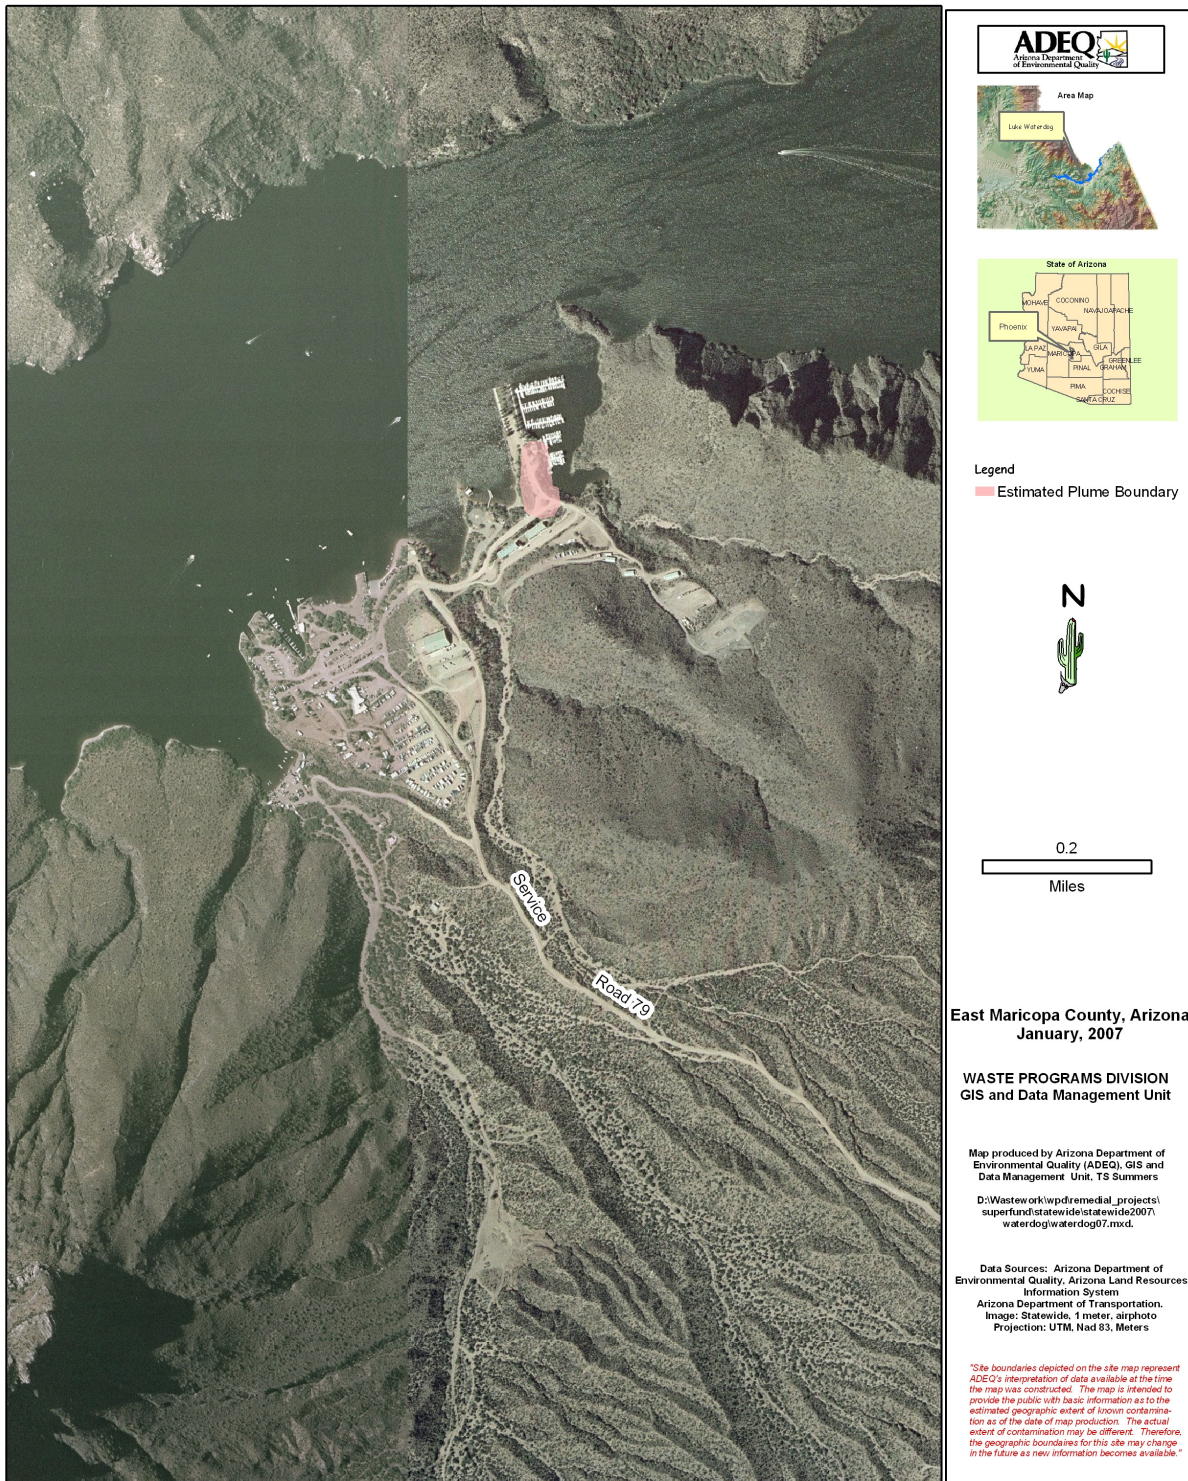 ADEQ
Arizona Department
of Environmental Quality
Area Map
Luke Waterdog
State of Arizona
MOHAVE
COCONINO
NAVAJO
APACHE
Phoenix
YAVAPAI
LA PAZ
GILA
MARICOPA
GREENLEE
YUMA
PINAL
GRAHAM
PIMA
COCHISE
SANTA CRUZ
Legend
Estimated Plume Boundary
N
0.2
Miles
Service
Road 79
East Maricopa County, Arizona
January, 2007
WASTE PROGRAMS DIVISION
GIS and Data Management Unit
Map produced by Arizona Department of
Environmental Quality (ADEQ), GIS and
Data Management Unit, TS Summers
D:\Wastework\wpd\remedial_projects\
superfund\statewide\statewide2007\
waterdog\waterdog07.mxd.
Data Sources: Arizona Department of
Environmental Quality, Arizona Land Resources
Information System
Arizona Department of Transportation.
Image: Statewide, 1 meter, airphoto
Projection: UTM, Nad 83, Meters
"Site boundaries depicted on the site map represent
ADEQ's interpretation of data available at the time
the map was constructed. The map is intended to
provide the public with basic information as to the
estimated geographic extent of known contamina-
tion as of the date of map production. The actual
extent of contamination may be different. Therefore,
the geographic boundaires for this site may change
in the future as new information becomes available."